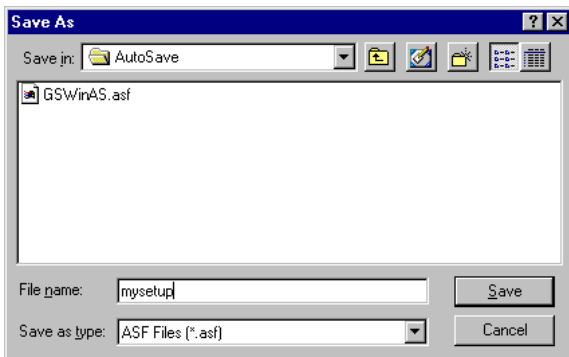 Save As
Save in: AutoSave
GSWinAS.asf
File name: mysetup Save
Save as type: ASF Files (*.asf) Cancel